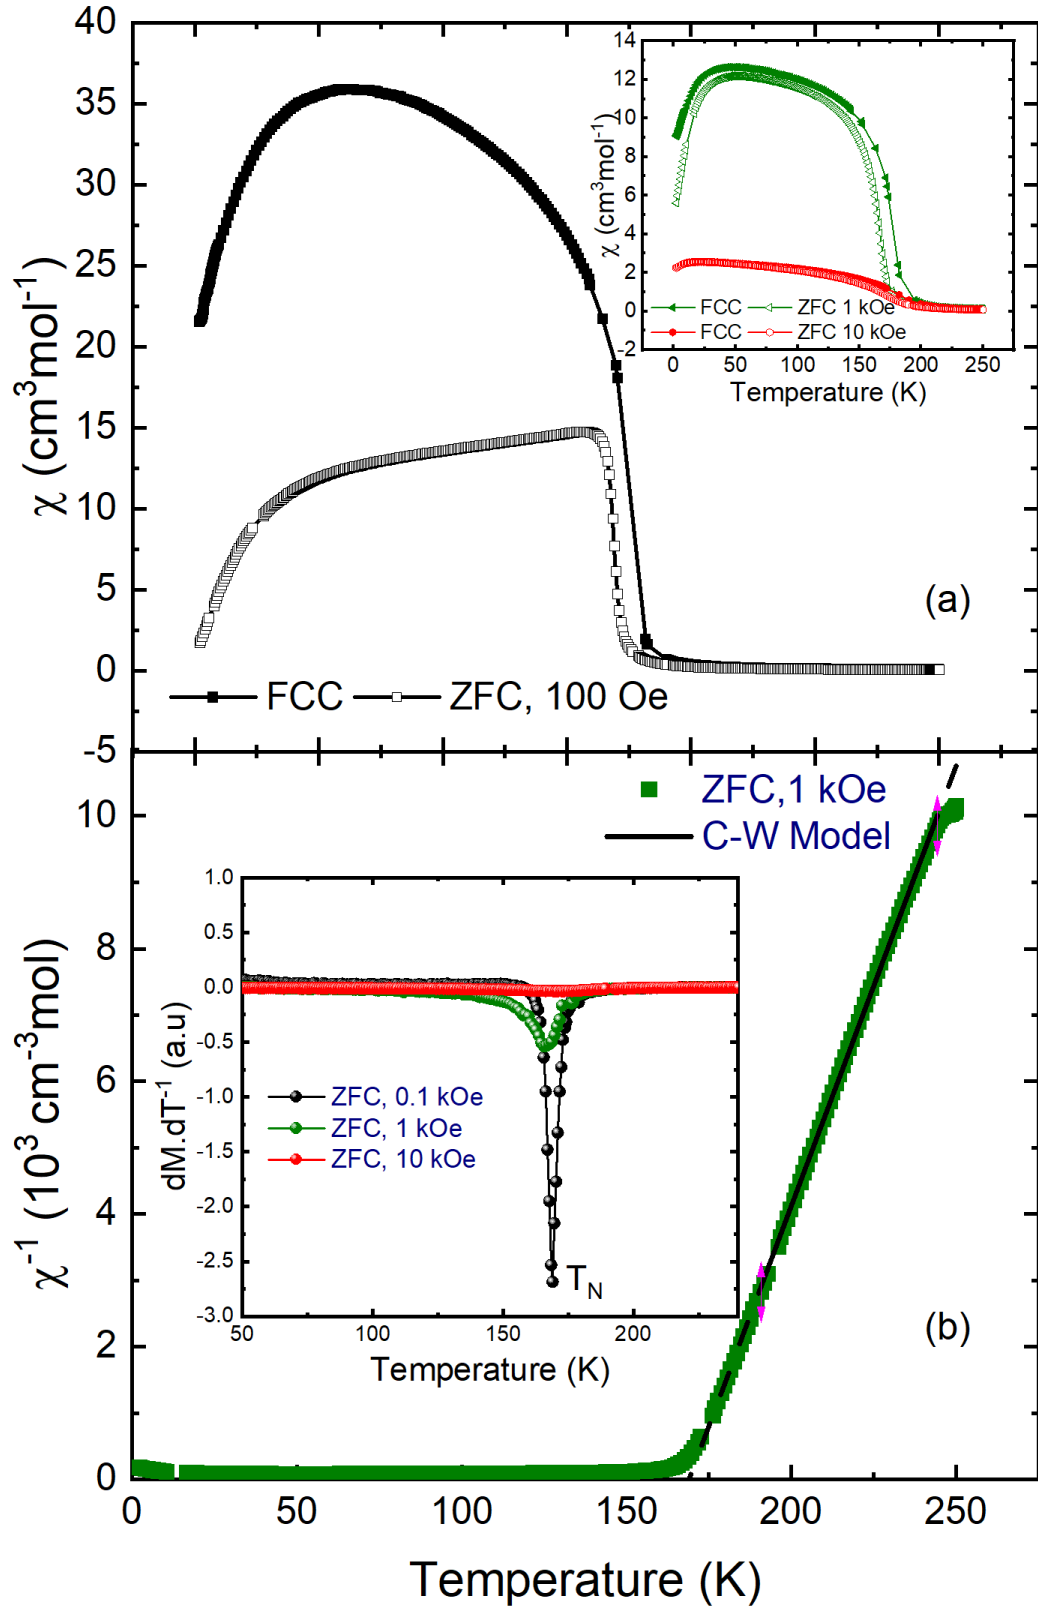 40
35
30
25
20
15
10
5
0
-5
χ (cm³mol⁻¹)
(a)
FCC ZFC, 100 Oe
14
12
10
8
6
4
2
0
-2
χ (cm³mol⁻¹)
FCC ZFC 1 kOe
FCC ZFC 10 kOe
0 50 100 150 200 250
Temperature (K)
10
8
6
4
2
0
χ⁻¹ (10³ cm⁻³mol)
ZFC,1 kOe
C-W Model
(b)
1.0
0.5
0.0
-0.5
-1.0
-1.5
-2.0
-2.5
-3.0
dM.dT⁻¹ (a.u)
ZFC, 0.1 kOe
ZFC, 1 kOe
ZFC, 10 kOe
T_N
50 100 150 200
Temperature (K)
0 50 100 150 200 250
Temperature (K)